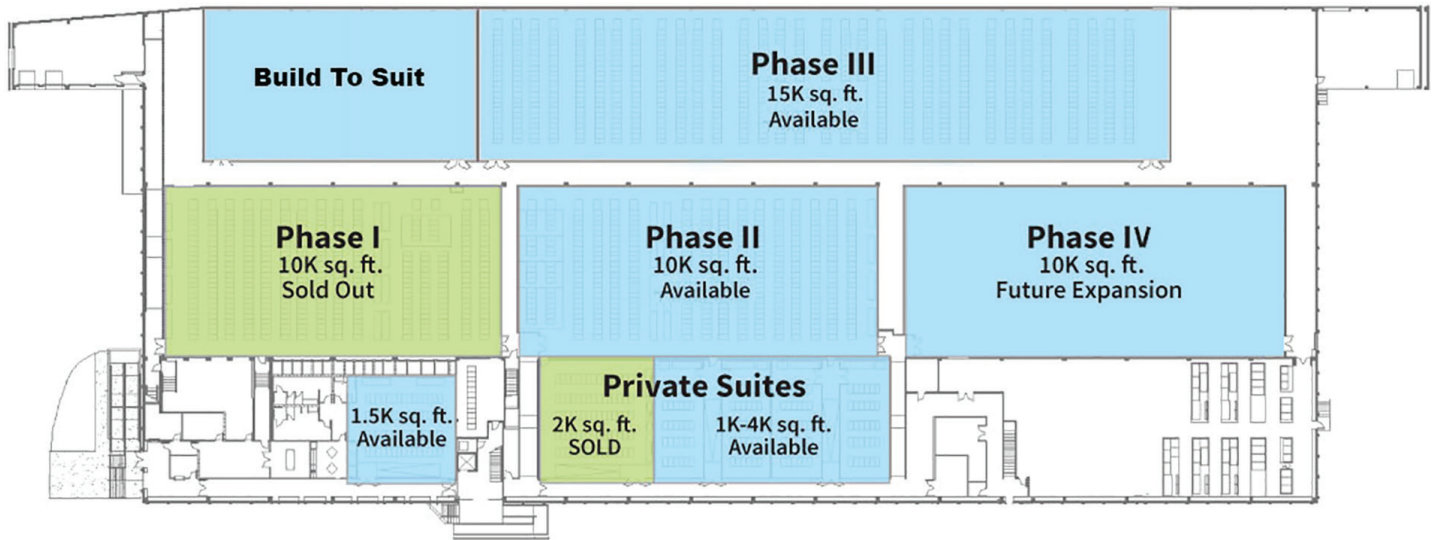 Build To Suit
Phase III
15K sq. ft.
Available
Phase I
10K sq. ft.
Sold Out
Phase II
10K sq. ft.
Available
Phase IV
10K sq. ft.
Future Expansion
1.5K sq. ft.
Available
Private Suites
2K sq. ft.
SOLD
1K-4K sq. ft.
Available